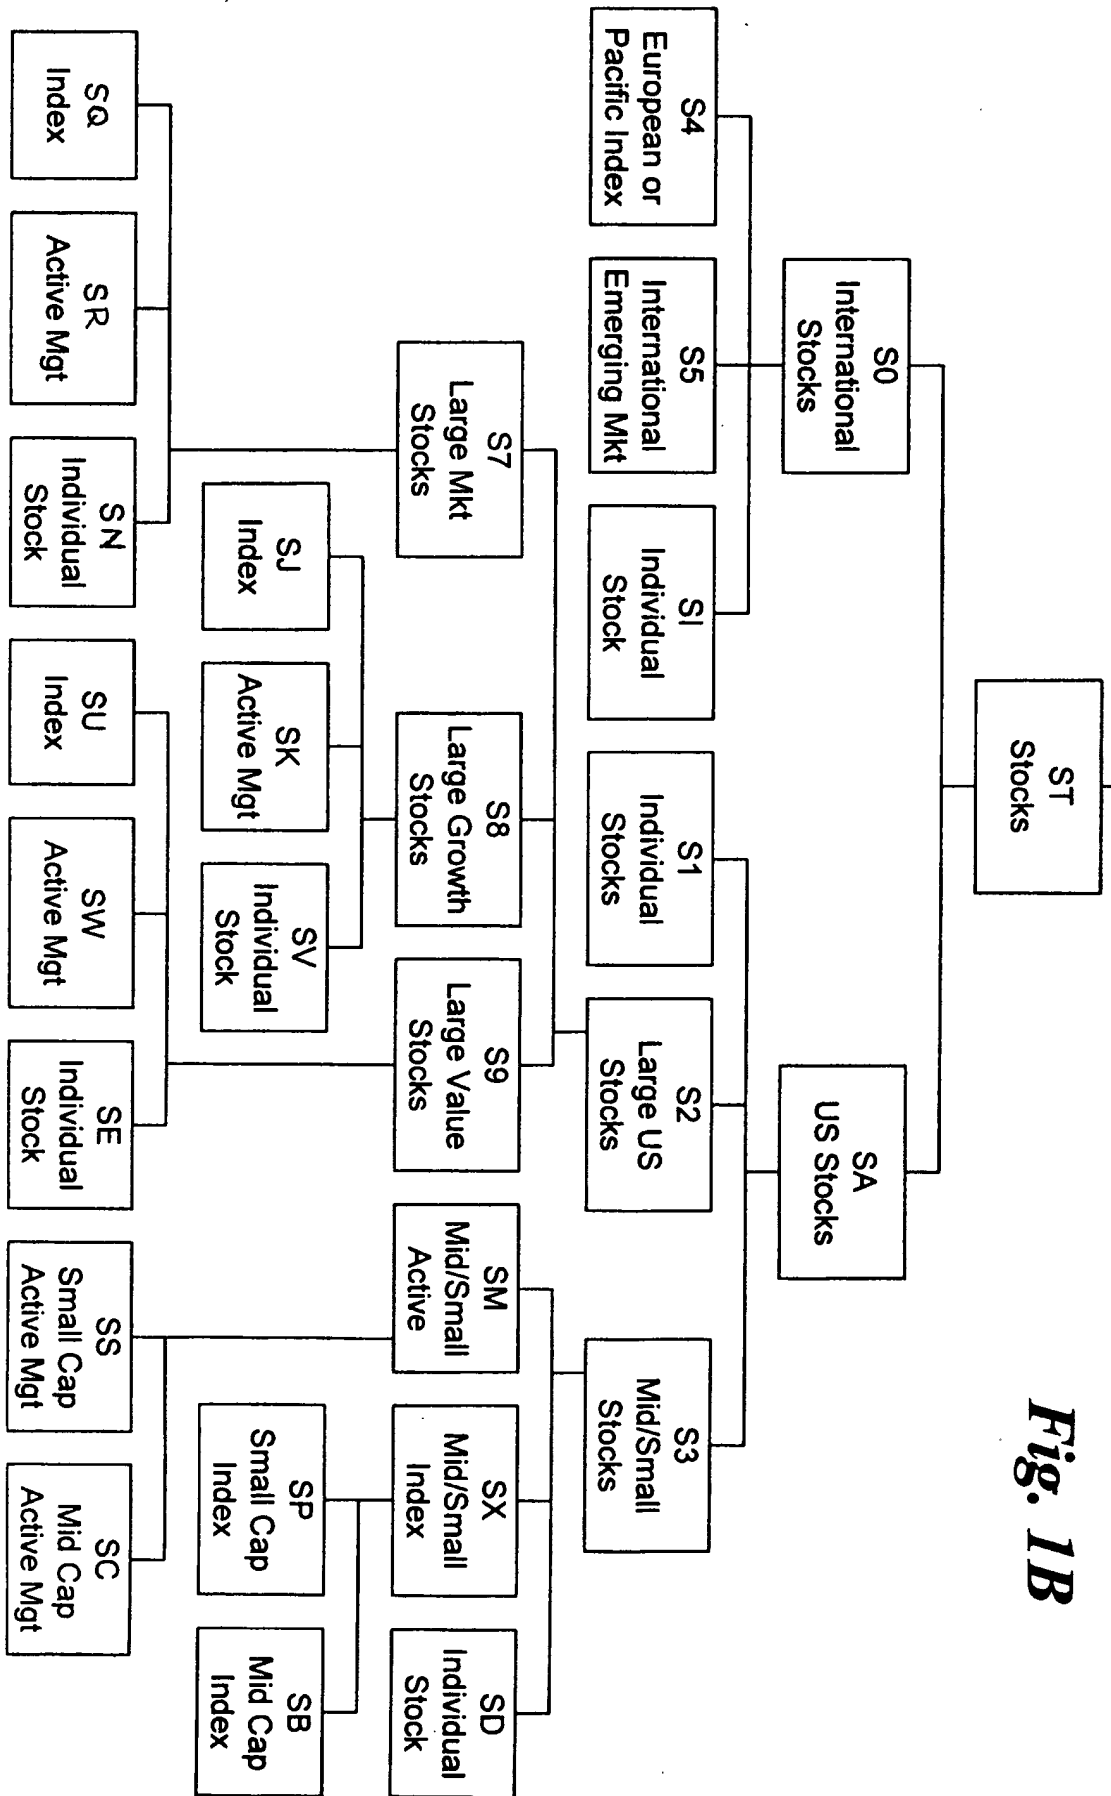 Fig. 1B
ST
Stocks
S0
International
Stocks
SA
US Stocks
S4
European or
Pacific Index
S5
International
Emerging Mkt
SI
Individual
Stock
S1
Individual
Stocks
S2
Large US
Stocks
S3
Mid/Small
Stocks
S7
Large Mkt
Stocks
S8
Large Growth
Stocks
S9
Large Value
Stocks
SM
Mid/Small
Active
SX
Mid/Small
Index
SD
Individual
Stock
SJ
Index
SK
Active Mgt
SV
Individual
Stock
SP
Small Cap
Index
SB
Mid Cap
Index
SQ
Index
SR
Active Mgt
SN
Individual
Stock
SU
Index
SW
Active Mgt
SE
Individual
Stock
SS
Small Cap
Active Mgt
SC
Mid Cap
Active Mgt